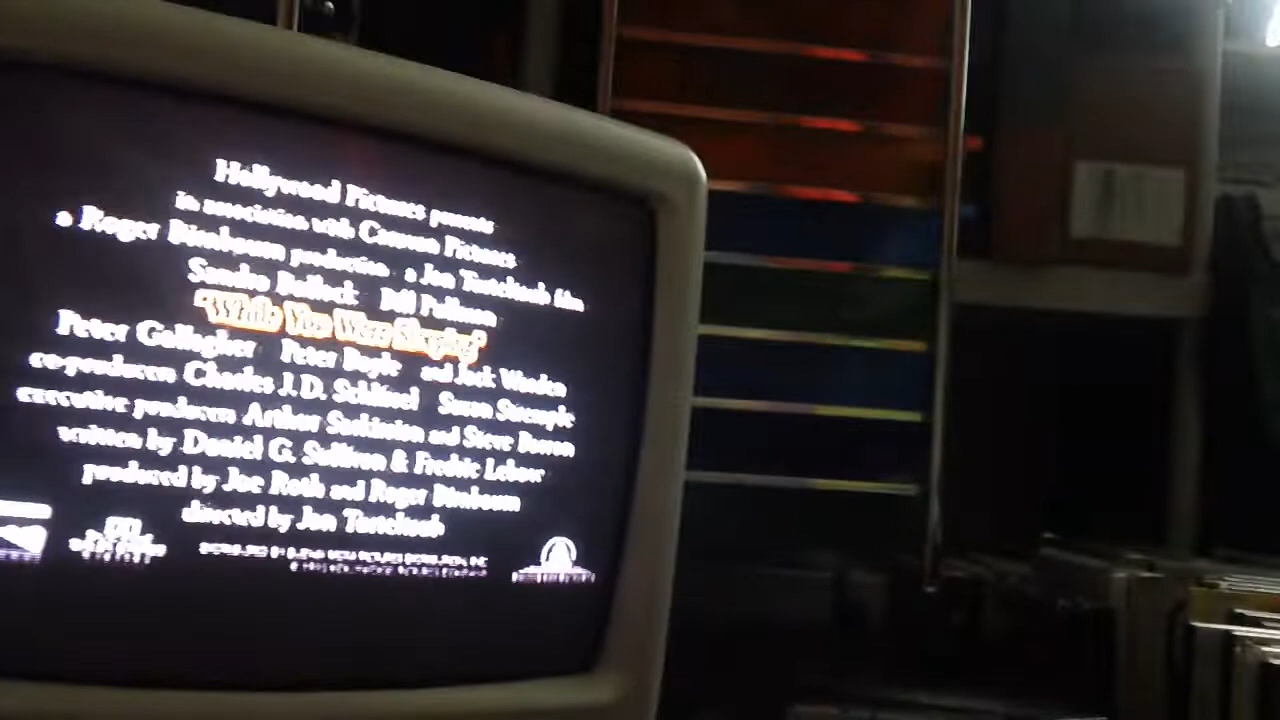 Hollywood Pictures presents
in association with Caravan Pictures
a Roger Birnbaum production a Jon Turteltaub film
Sandra Bullock Bill Pullman
"While You Were Sleeping"
Peter Gallagher Peter Boyle and Jack Warden
co-producers Charles J.D. Schlissel Susan Stremple
executive producers Arthur Sarkissian and Steve Barron
written by Daniel G. Sullivan & Fredric Lebow
produced by Joe Roth and Roger Birnbaum
directed by Jon Turteltaub